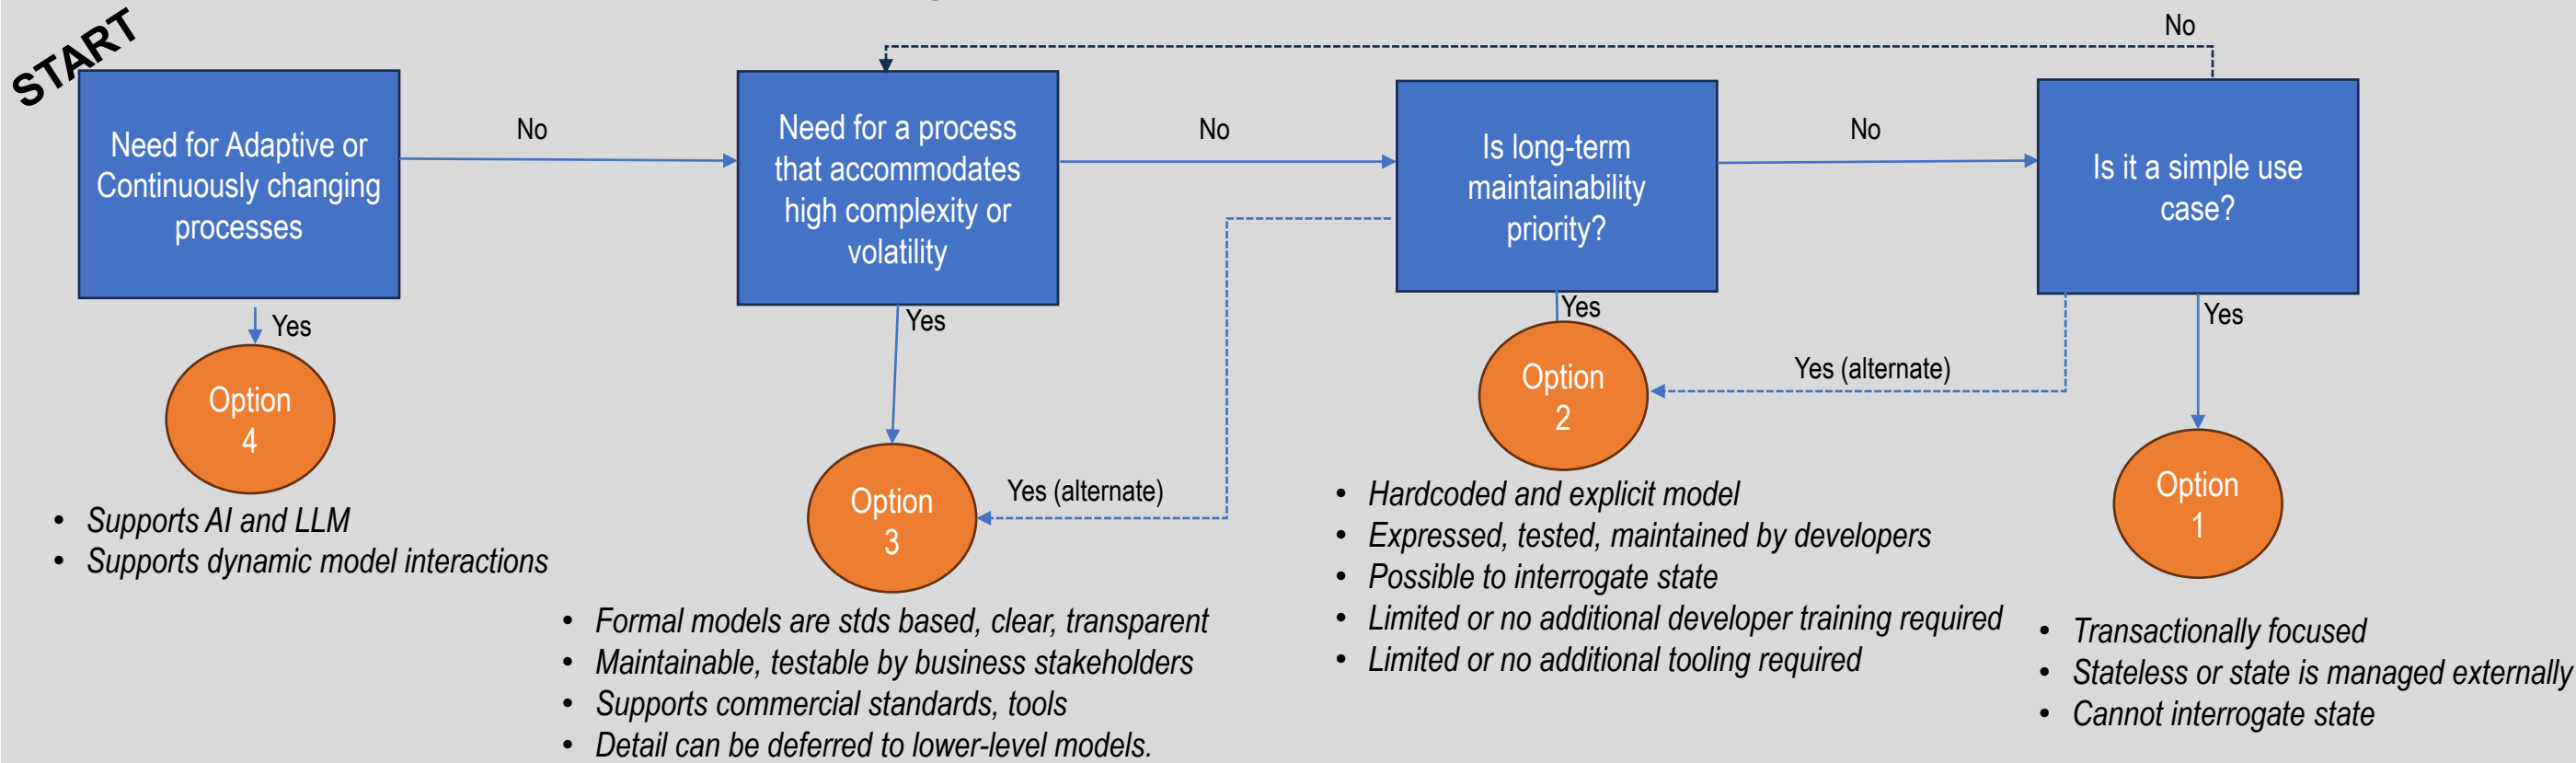 START
No
Need for Adaptive or
Continuously changing
processes
No
Need for a process
that accommodates
high complexity or
volatility
No
Is long-term
maintainability
priority?
No
Is it a simple use
case?
Yes
Option
4
Yes
Option
3
Yes (alternate)
Yes
Option
2
Yes (alternate)
Yes
Option
1
• Supports AI and LLM
• Supports dynamic model interactions
• Formal models are stds based, clear, transparent
• Maintainable, testable by business stakeholders
• Supports commercial standards, tools
• Detail can be deferred to lower-level models.
• Hardcoded and explicit model
• Expressed, tested, maintained by developers
• Possible to interrogate state
• Limited or no additional developer training required
• Limited or no additional tooling required
• Transactionally focused
• Stateless or state is managed externally
• Cannot interrogate state